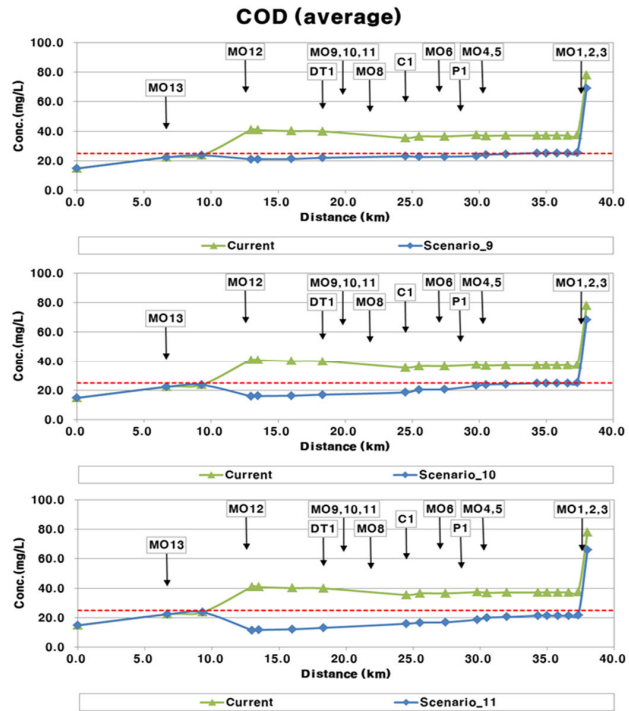 COD (average)
100.0
80.0
60.0
40.0
20.0
0.0
Conc.(mg/L)
MO13
MO12
MO9,10,11
DT1
MO8
C1
MO6
P1
MO4,5
MO1,2,3
0.0 5.0 10.0 15.0 20.0 25.0 30.0 35.0 40.0
Distance (km)
Current Scenario_9
100.0
80.0
60.0
40.0
20.0
0.0
Conc.(mg/L)
MO13
MO12
MO9,10,11
DT1
MO8
C1
MO6
P1
MO4,5
MO1,2,3
0.0 5.0 10.0 15.0 20.0 25.0 30.0 35.0 40.0
Distance (km)
Current Scenario_10
100.0
80.0
60.0
40.0
20.0
0.0
Conc.(mg/L)
MO13
MO12
MO9,10,11
DT1
MO8
C1
MO6
P1
MO4,5
MO1,2,3
0.0 5.0 10.0 15.0 20.0 25.0 30.0 35.0 40.0
Distance (km)
Current Scenario_11